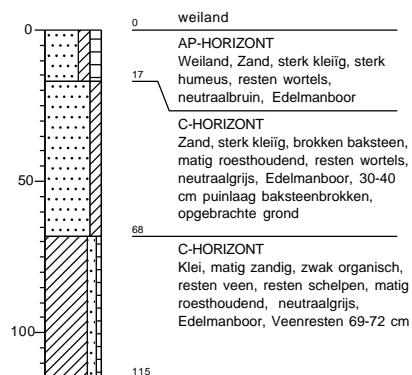 0
0
weiland
AP-HORIZONT
Weiland, Zand, sterk kleiïg, sterk
humeus, resten wortels,
neutraalbruin, Edelmanboor
17
C-HORIZONT
Zand, sterk kleiïg, brokken baksteen,
matig roesthoudend, resten wortels,
neutraalgrijs, Edelmanboor, 30-40
cm puinlaag baksteenbrokken,
opgebrachte grond
50
68
C-HORIZONT
Klei, matig zandig, zwak organisch,
resten veen, resten schelpen, matig
roesthoudend, neutraalgrijs,
Edelmanboor, Veenresten 69-72 cm
100
115